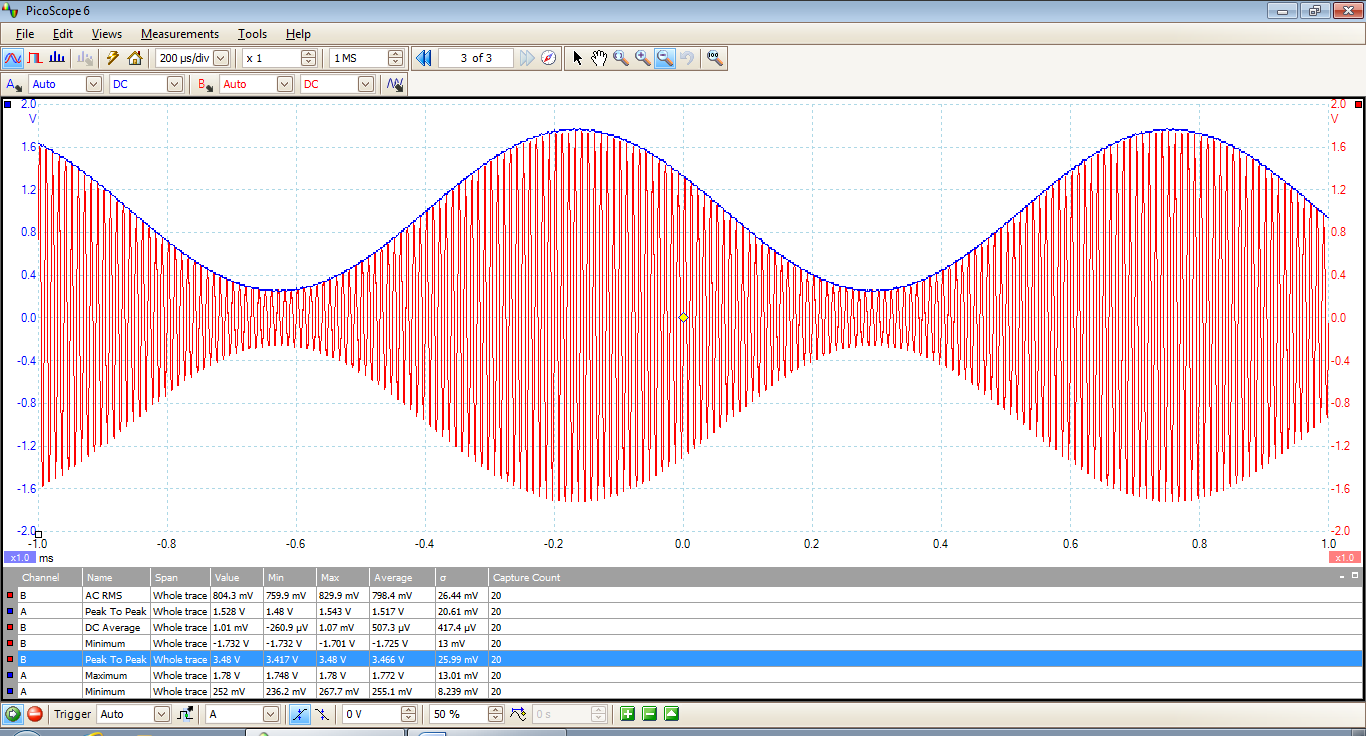 PicoScope 6
File Edit Views Measurements Tools Help
200 µs/div x 1 1 MS 3 of 3
A Auto DC B Auto DC
2.0 2.0
V V
1.6 1.6
1.2 1.2
0.8 0.8
0.4 0.4
0.0 0.0
-0.4 -0.4
-0.8 -0.8
-1.2 -1.2
-1.6 -1.6
-2.0 -2.0
-1.0 -0.8 -0.6 -0.4 -0.2 0.0 0.2 0.4 0.6 0.8 1.0
x1.0 ms x1.0
Channel Name Span Value Min Max Average σ Capture Count
B AC RMS Whole trace 804.3 mV 759.9 mV 829.9 mV 798.4 mV 26.44 mV 20
A Peak To Peak Whole trace 1.528 V 1.48 V 1.543 V 1.517 V 20.61 mV 20
B DC Average Whole trace 1.01 mV -260.9 µV 1.07 mV 507.3 µV 417.4 µV 20
B Minimum Whole trace -1.732 V -1.732 V -1.701 V -1.725 V 13 mV 20
B Peak To Peak Whole trace 3.48 V 3.417 V 3.48 V 3.466 V 25.99 mV 20
A Maximum Whole trace 1.78 V 1.748 V 1.78 V 1.772 V 13.01 mV 20
A Minimum Whole trace 252 mV 236.2 mV 267.7 mV 255.1 mV 8.239 mV 20
Trigger Auto A 0 V 50 % 0 s